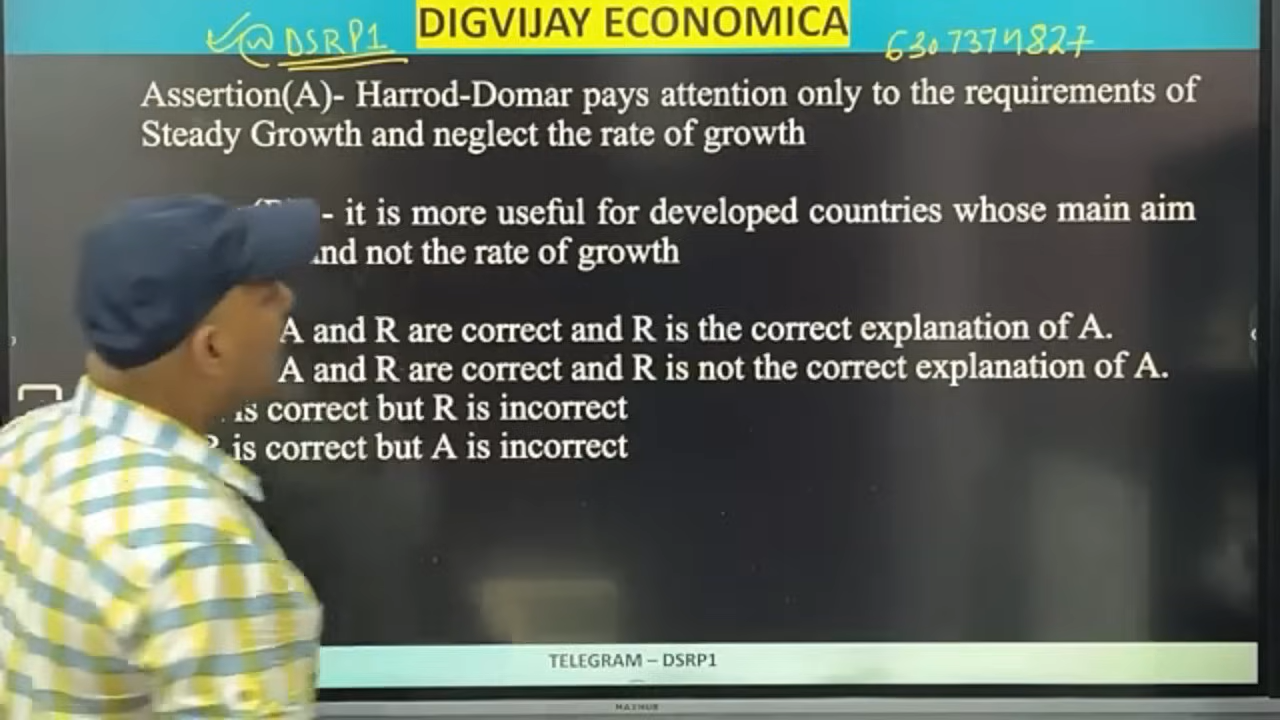 DIGVIJAY ECONOMICA
@DSRP1
6307374827
Assertion(A)- Harrod-Domar pays attention only to the requirements of
Steady Growth and neglect the rate of growth
- it is more useful for developed countries whose main aim
and not the rate of growth
A and R are correct and R is the correct explanation of A.
A and R are correct and R is not the correct explanation of A.
is correct but R is incorrect
R is correct but A is incorrect
TELEGRAM – DSRP1
MAXHUB